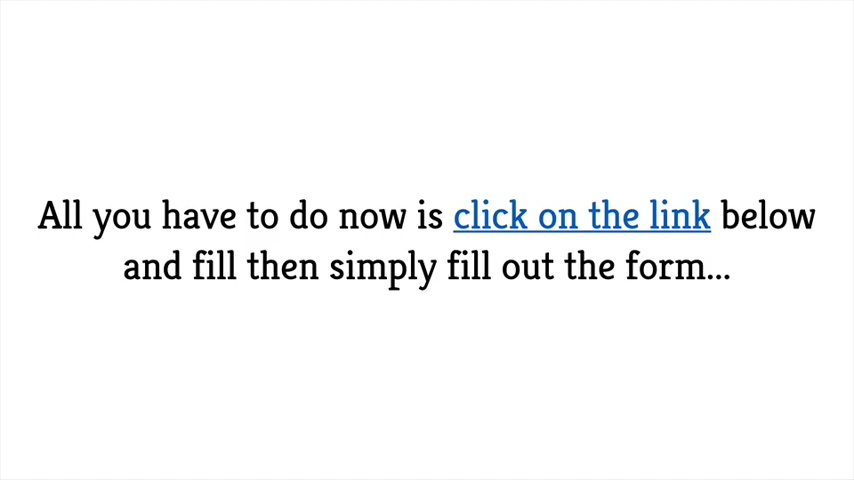 All you have to do now is click on the link below
and fill then simply fill out the form...